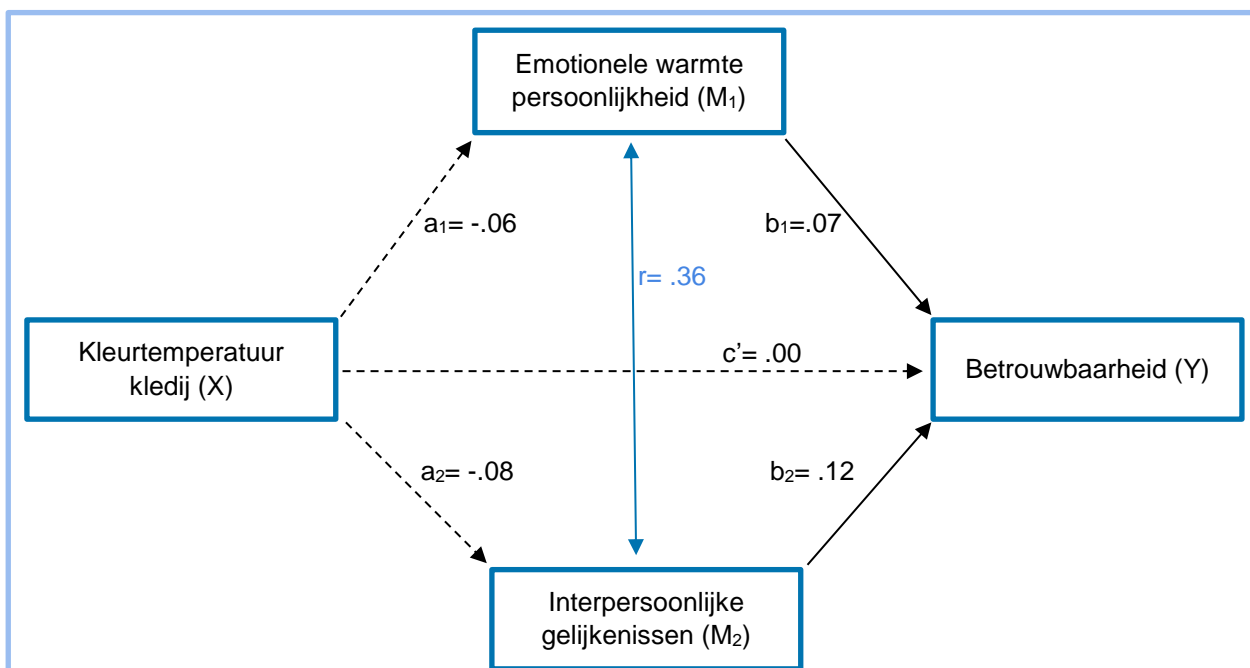 Emotionele warmte
persoonlijkheid (M₁)
a₁= -.06
b₁=.07
r= .36
Kleurtemperatuur
kledij (X)
c’= .00
Betrouwbaarheid (Y)
a₂= -.08
b₂= .12
Interpersoonlijke
gelijkenissen (M₂)